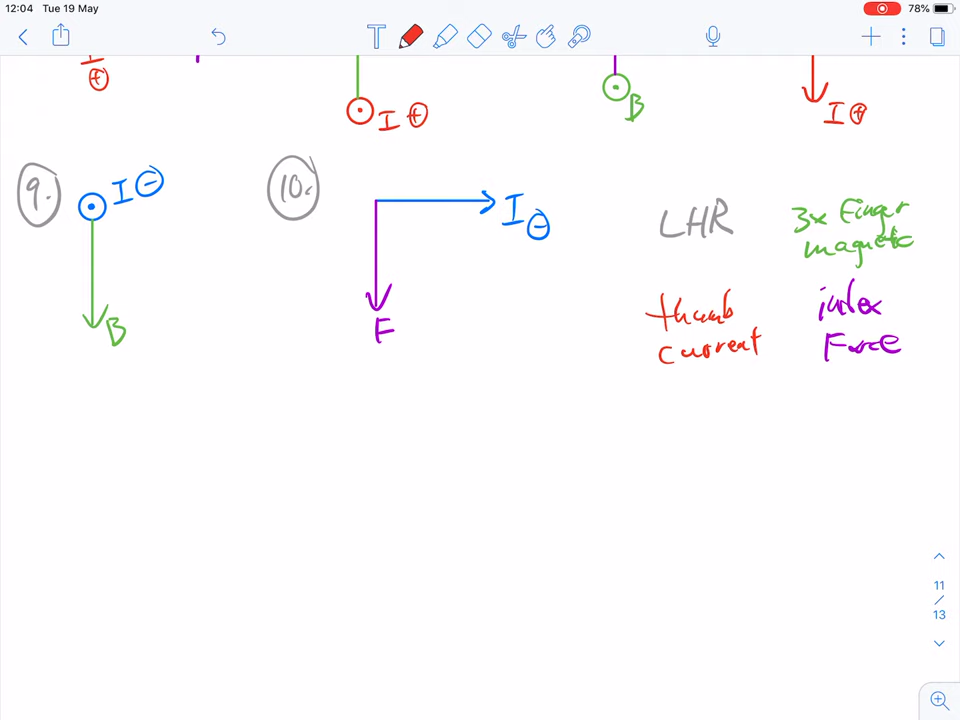 12:04 Tue 19 May
78%
T
I
⊕
I ⊕
B
I ⊕
9.
I ⊖
B
10.
I ⊖
F
LHR
3x Finger
magnetic
thumb
current
index
Force
11
/
13